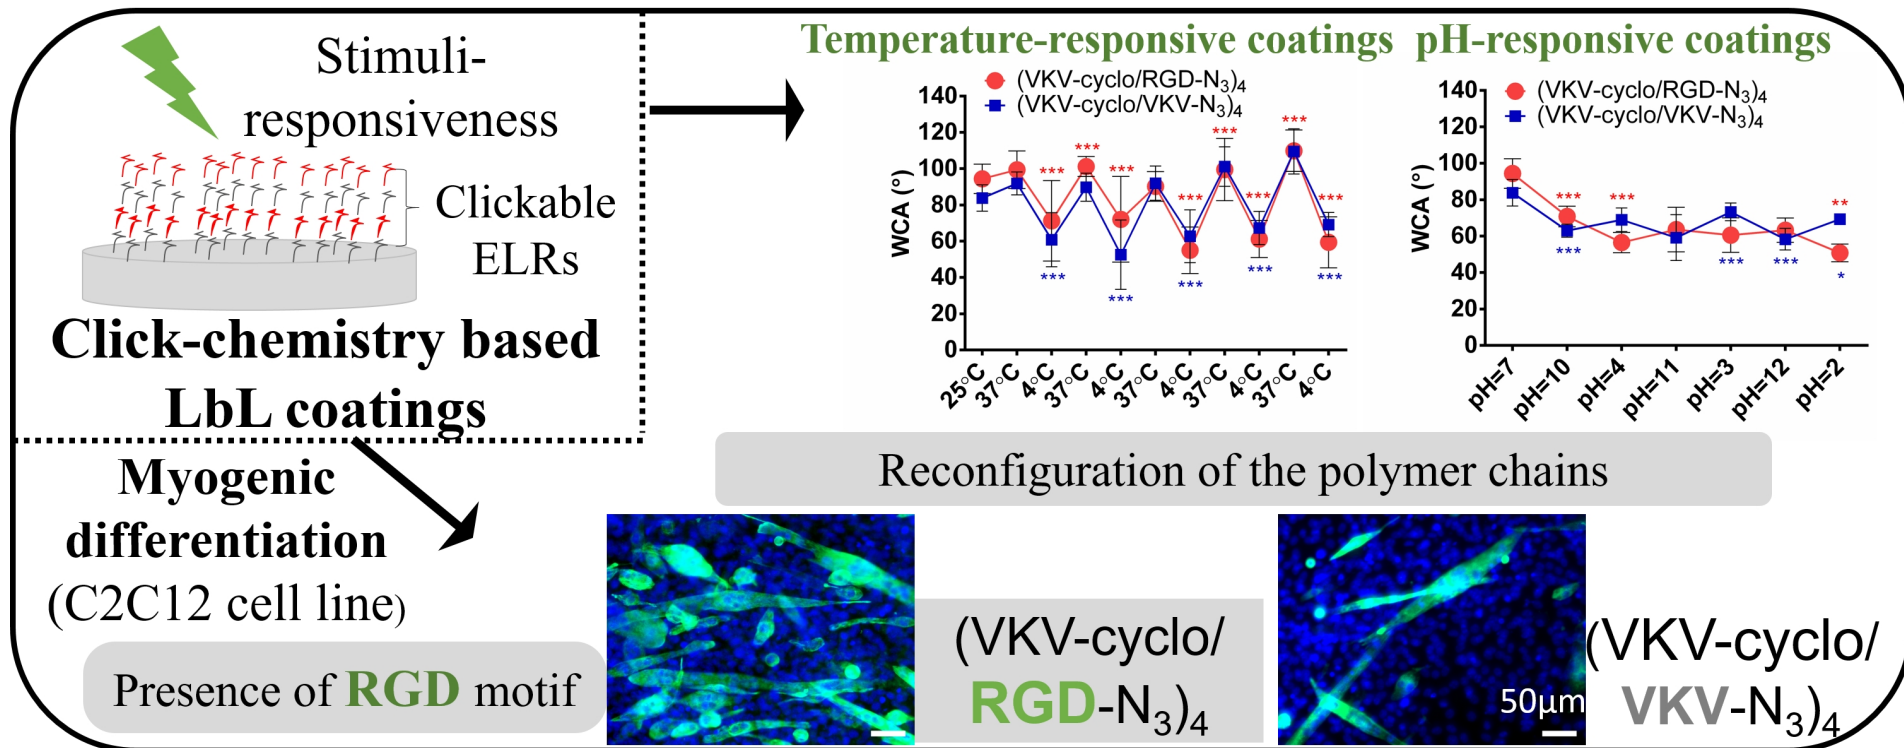 Stimuli-
responsiveness
Clickable
ELRs
Click-chemistry based
LbL coatings
Temperature-responsive coatings
(VKV-cyclo/RGD-N₃)₄
(VKV-cyclo/VKV-N₃)₄
WCA (°)
140
120
100
80
60
40
20
0
*** *** *** *** *** *** *** ***
*** *** *** *** ***
25°C 37°C 4°C 37°C 4°C 37°C 4°C 37°C 4°C 37°C 4°C
pH-responsive coatings
(VKV-cyclo/RGD-N₃)₄
(VKV-cyclo/VKV-N₃)₄
WCA (°)
140
120
100
80
60
40
20
0
*** *** **
*** *** *** *
pH=7 pH=10 pH=4 pH=11 pH=3 pH=12 pH=2
Reconfiguration of the polymer chains
Myogenic
differentiation
(C2C12 cell line)
Presence of RGD motif
(VKV-cyclo/
RGD-N₃)₄
50µm
(VKV-cyclo/
VKV-N₃)₄